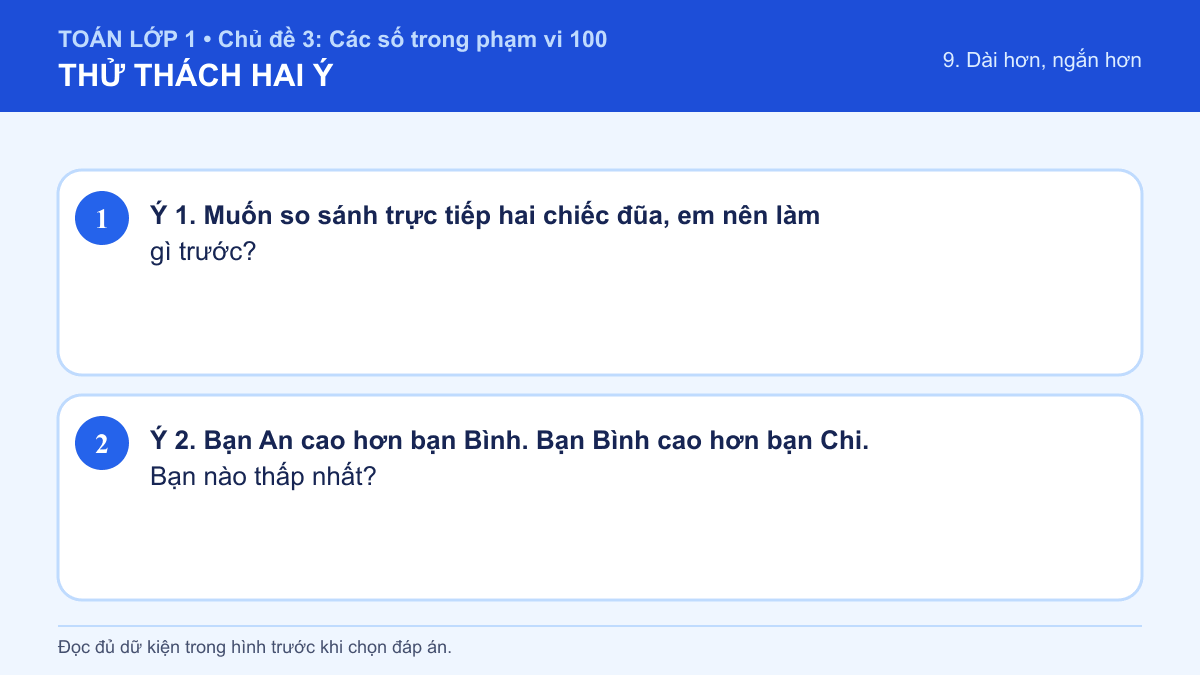 TOÁN LỚP 1 • Chủ đề 3: Các số trong phạm vi 100
THỬ THÁCH HAI Ý
9. Dài hơn, ngắn hơn
1
Ý 1. Muốn so sánh trực tiếp hai chiếc đũa, em nên làm
gì trước?
2
Ý 2. Bạn An cao hơn bạn Bình. Bạn Bình cao hơn bạn Chi.
Bạn nào thấp nhất?
Đọc đủ dữ kiện trong hình trước khi chọn đáp án.